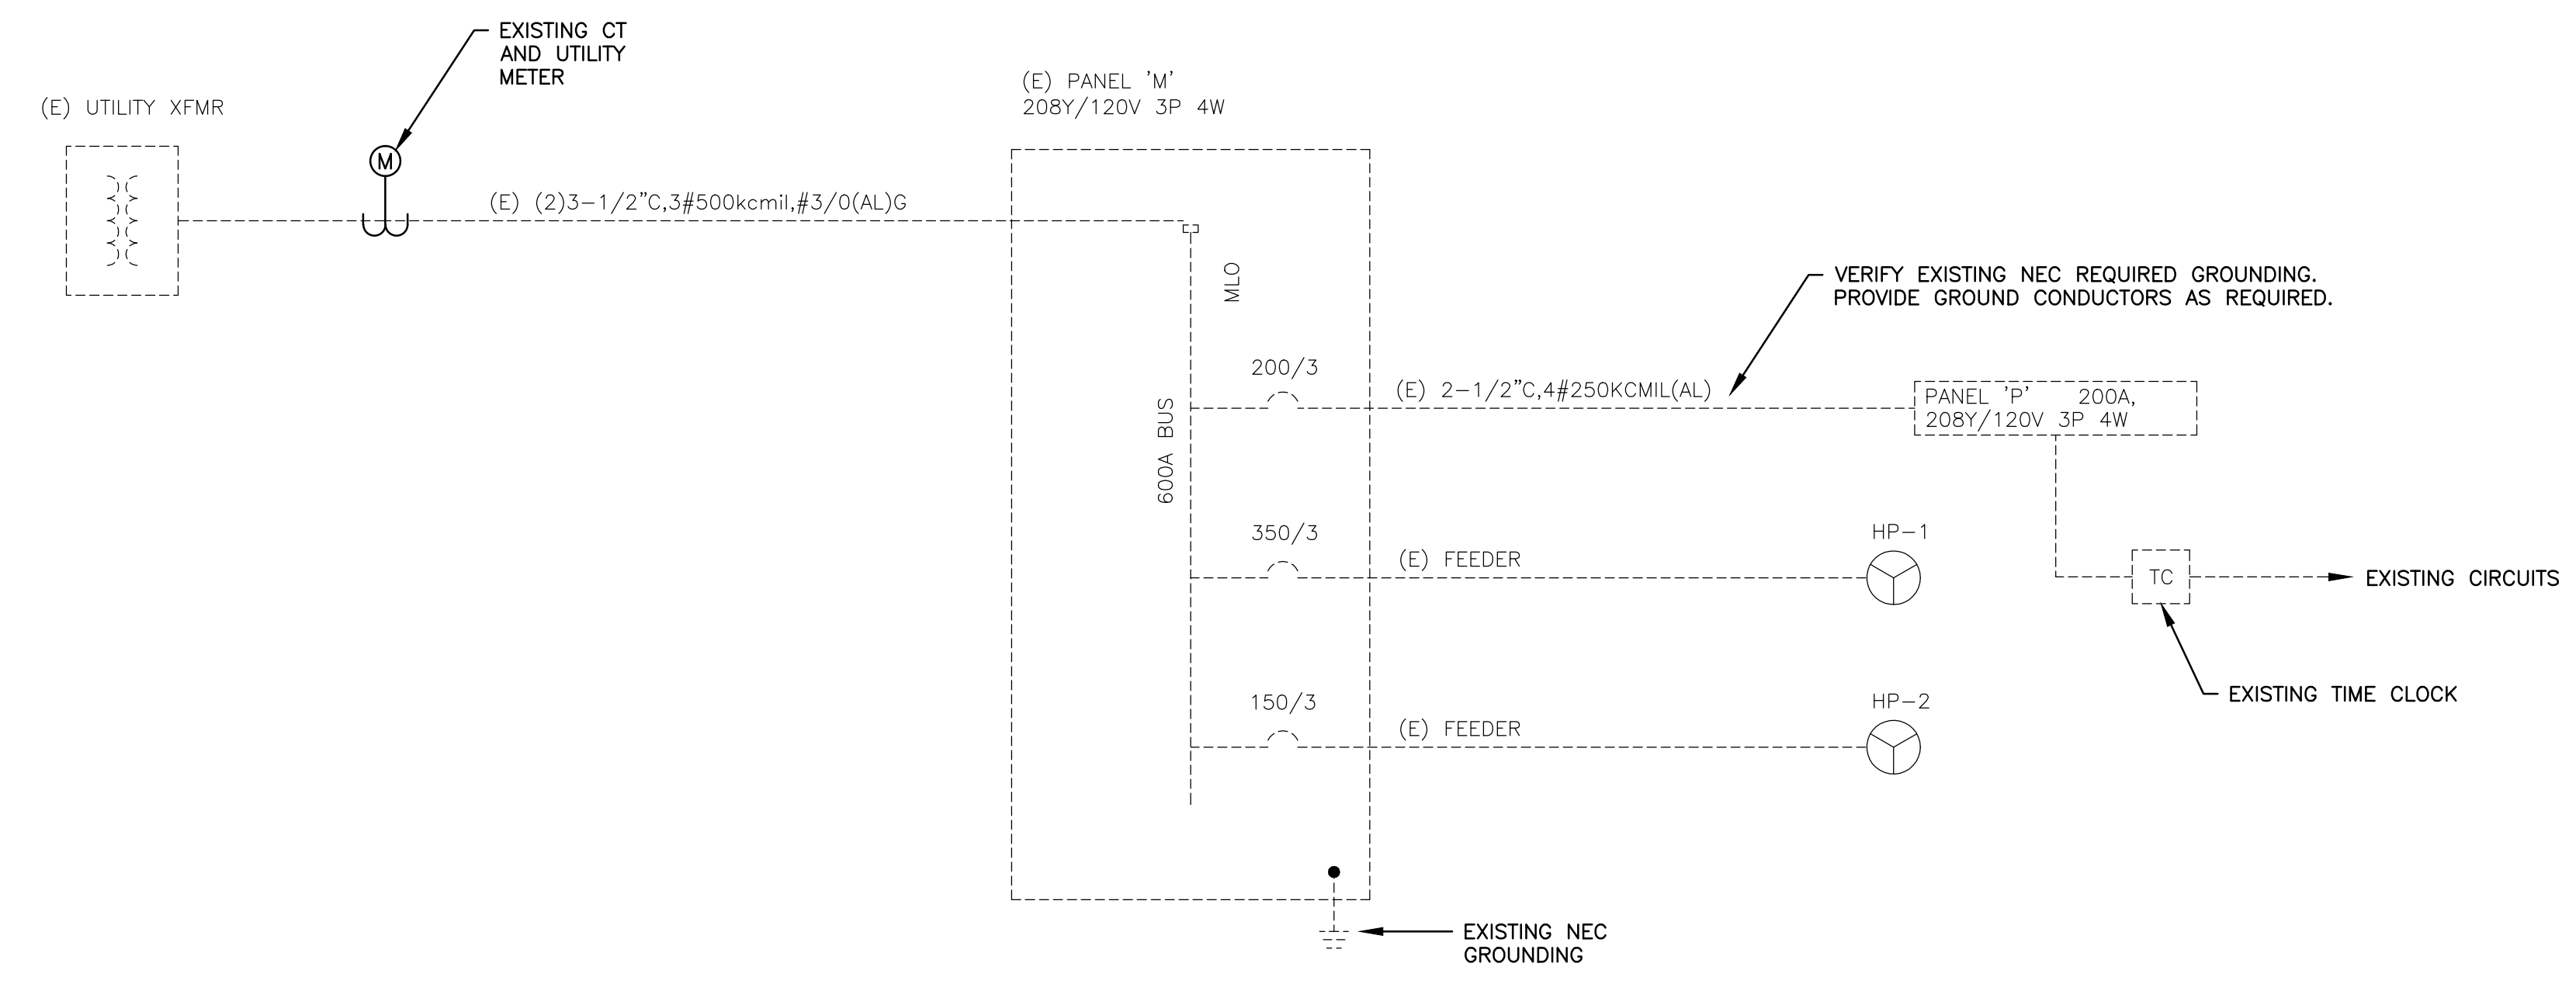 EXISTING CT
AND UTILITY
METER
(E) UTILITY XFMR
M
(E) (2)3-1/2"C,3#500kcmil,#3/0(AL)G
(E) PANEL 'M'
208Y/120V 3P 4W
MLO
600A BUS
200/3
(E) 2-1/2"C,4#250KCMIL(AL)
VERIFY EXISTING NEC REQUIRED GROUNDING.
PROVIDE GROUND CONDUCTORS AS REQUIRED.
PANEL 'P' 200A,
208Y/120V 3P 4W
350/3
(E) FEEDER
HP-1
TC
EXISTING CIRCUITS
EXISTING TIME CLOCK
150/3
(E) FEEDER
HP-2
EXISTING NEC
GROUNDING